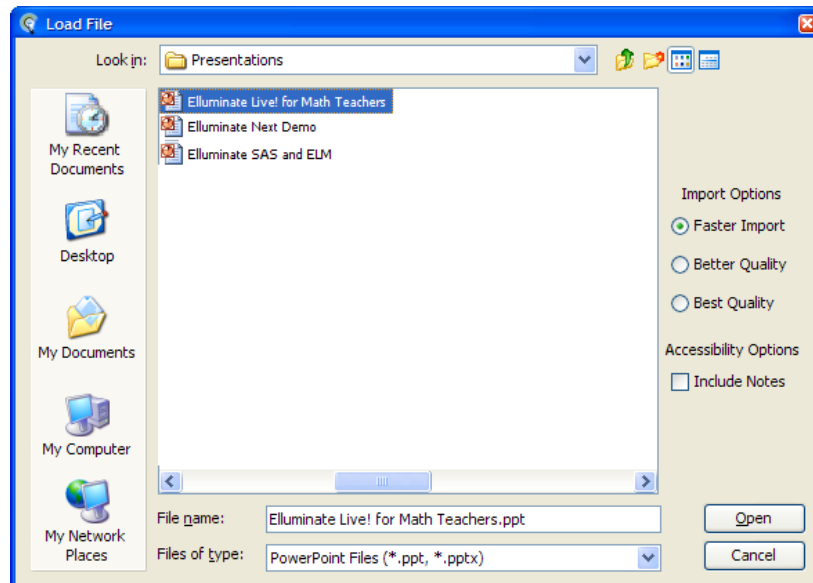 Load File
Look in:
Presentations
My Recent
Documents
Desktop
My Documents
My Computer
My Network
Places
Elluminate Live! for Math Teachers
Elluminate Next Demo
Elluminate SAS and ELM
Import Options
Faster Import
Better Quality
Best Quality
Accessibility Options
Include Notes
File name:
Elluminate Live! for Math Teachers.ppt
Open
Files of type:
PowerPoint Files (*.ppt, *.pptx)
Cancel